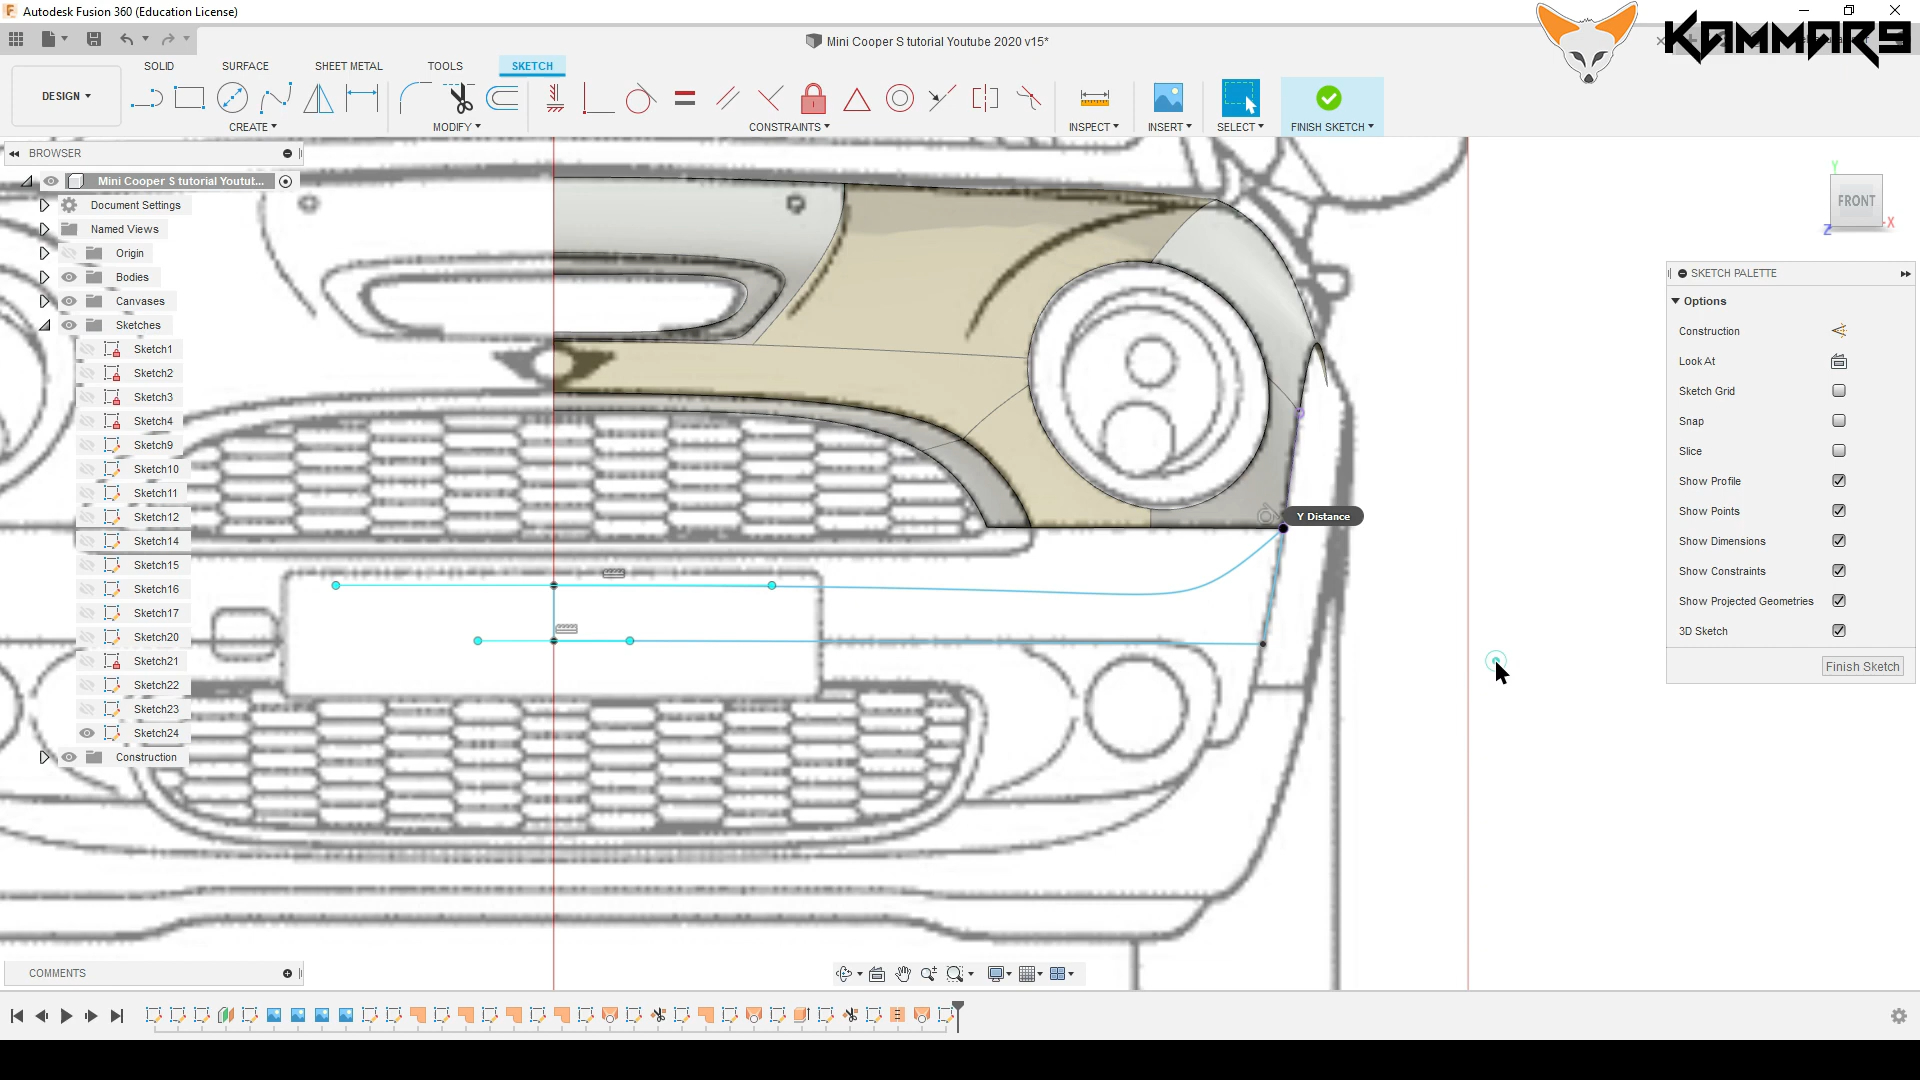 Autodesk Fusion 360 (Education License)
Mini Cooper S tutorial Youtube 2020 v15*
KAMMAR9
SOLID
SURFACE
SHEET METAL
TOOLS
SKETCH
DESIGN
CREATE
MODIFY
CONSTRAINTS
INSPECT
INSERT
SELECT
FINISH SKETCH
BROWSER
Mini Cooper S tutorial Youtut...
Document Settings
Named Views
Origin
Bodies
Canvases
Sketches
Sketch1
Sketch2
Sketch3
Sketch4
Sketch9
Sketch10
Sketch11
Sketch12
Sketch14
Sketch15
Sketch16
Sketch17
Sketch20
Sketch21
Sketch22
Sketch23
Sketch24
Construction
Y Distance
Y
FRONT
X
Z
SKETCH PALETTE
Options
Construction
Look At
Sketch Grid
Snap
Slice
Show Profile
Show Points
Show Dimensions
Show Constraints
Show Projected Geometries
3D Sketch
Finish Sketch
COMMENTS